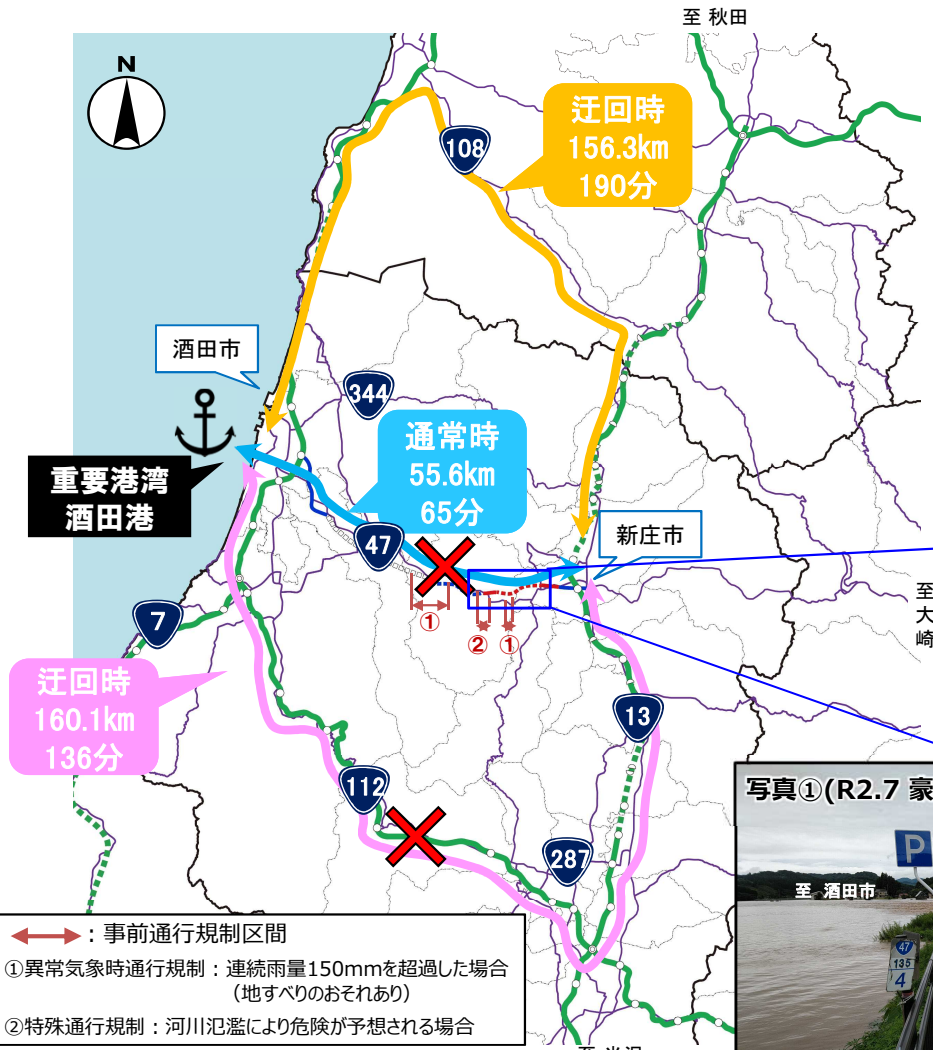 至 秋田
N
108
迂回時
156.3km
190分
酒田市
344
通常時
55.6km
65分
重要港湾
酒田港
47
新庄市
至
大
崎
①
②
①
7
迂回時
160.1km
136分
13
112
287
写真①(R2.7 豪
P
至 酒田市
47
135
4
:事前通行規制区間
①異常気象時通行規制:連続雨量150mmを超過した場合
(地すべりのおそれあり)
②特殊通行規制:河川氾濫により危険が予想される場合